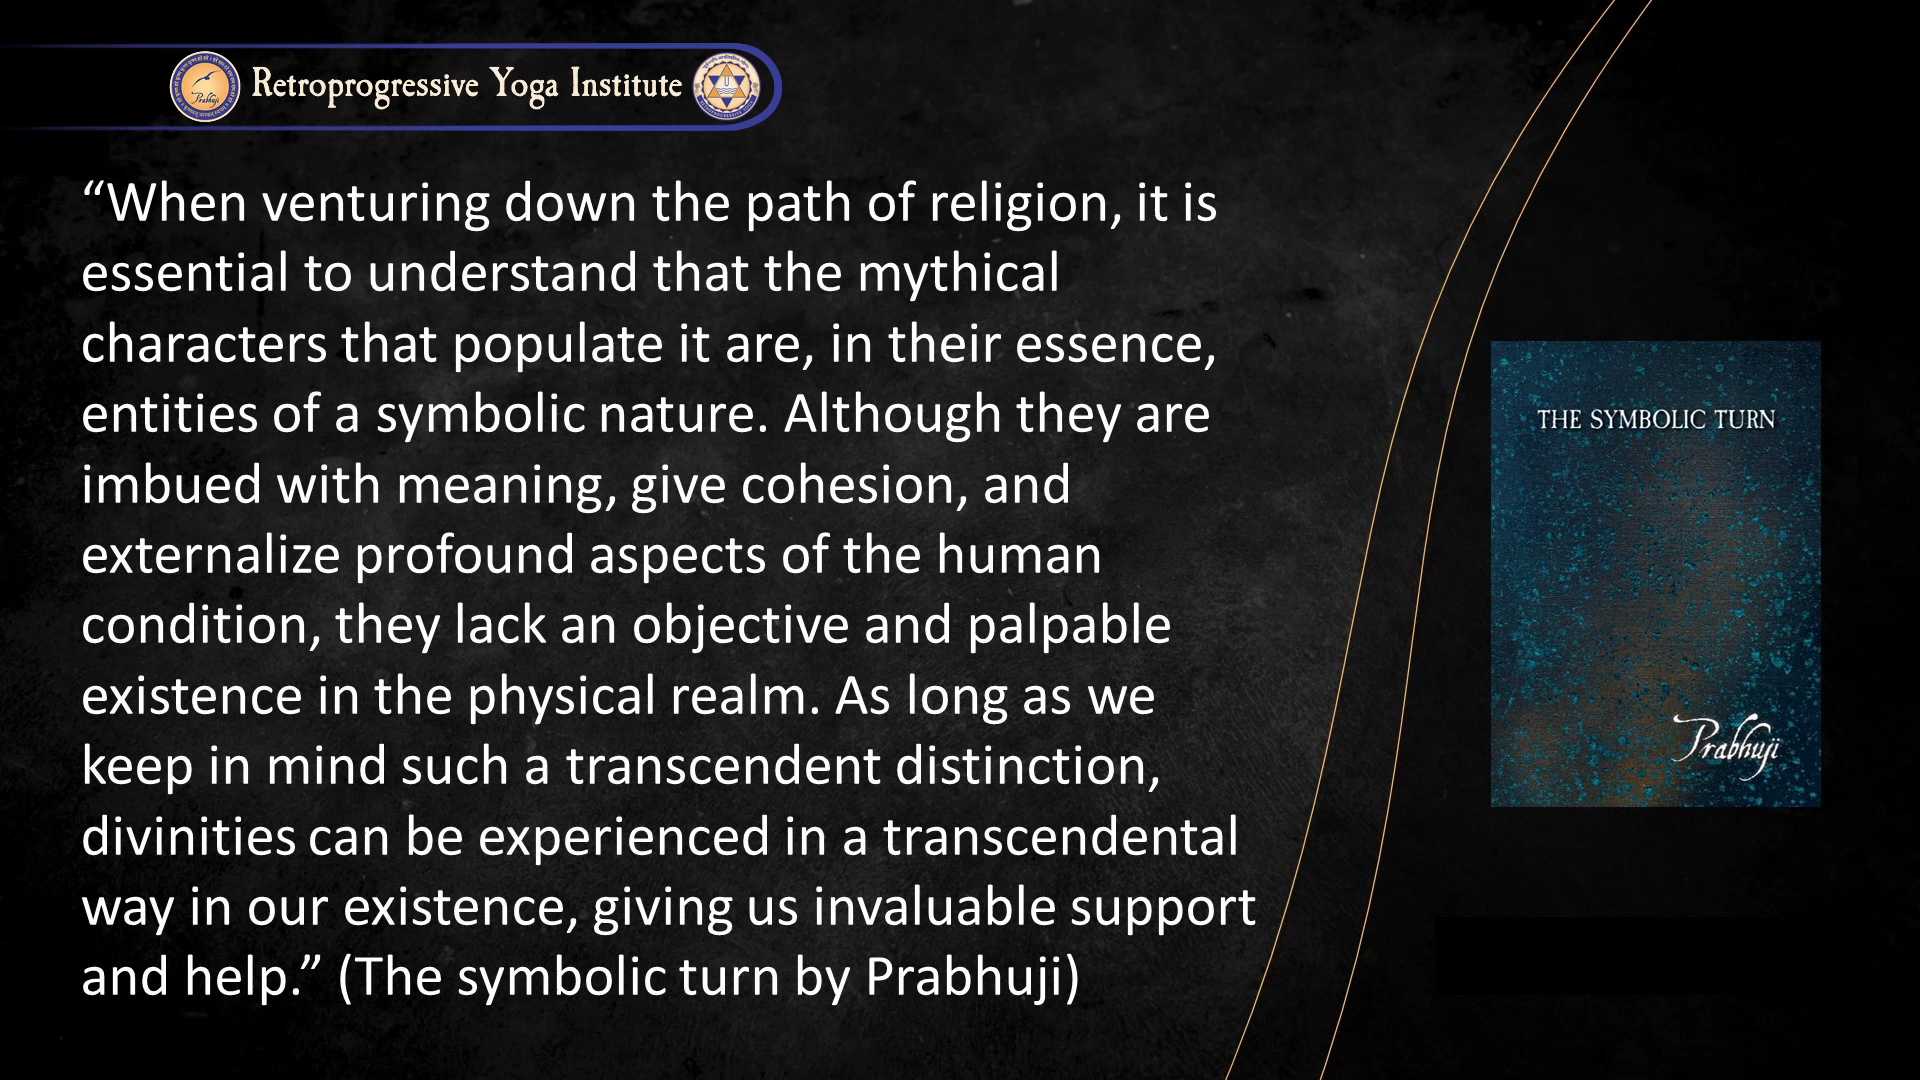 Retroprogressive Yoga Institute
“When venturing down the path of religion, it is
essential to understand that the mythical
characters that populate it are, in their essence,
entities of a symbolic nature. Although they are
imbued with meaning, give cohesion, and
externalize profound aspects of the human
condition, they lack an objective and palpable
existence in the physical realm. As long as we
keep in mind such a transcendent distinction,
divinities can be experienced in a transcendental
way in our existence, giving us invaluable support
and help.” (The symbolic turn by Prabhuji)
THE SYMBOLIC TURN
Prabhuji